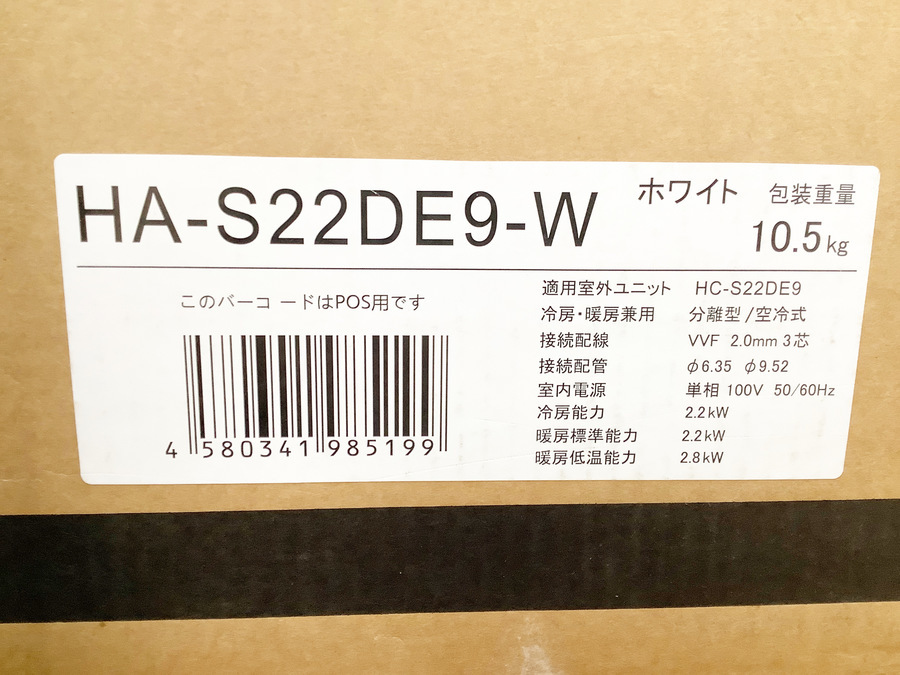 HA-S22DE9-W
ホワイト 包装重量
10.5kg
このバーコードはPOS用です
4 580341 985199
適用室外ユニット HC-S22DE9
冷房・暖房兼用 分離型/空冷式
接続配線 VVF 2.0mm 3芯
接続配管 φ6.35 φ9.52
室内電源 単相 100V 50/60Hz
冷房能力 2.2kW
暖房標準能力 2.2kW
暖房低温能力 2.8kW